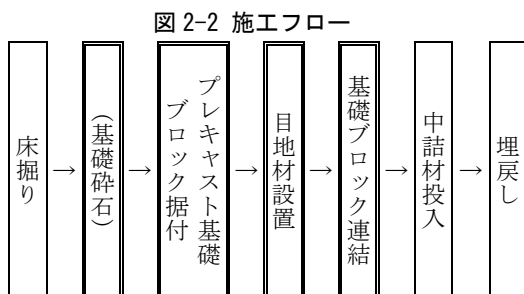 図 2-2 施工フロー
床掘り
→
(基礎砕石)
→
プレキャスト基礎
ブロック据付
→
目地材設置
→
基礎ブロック連結
→
中詰材投入
→
埋戻し